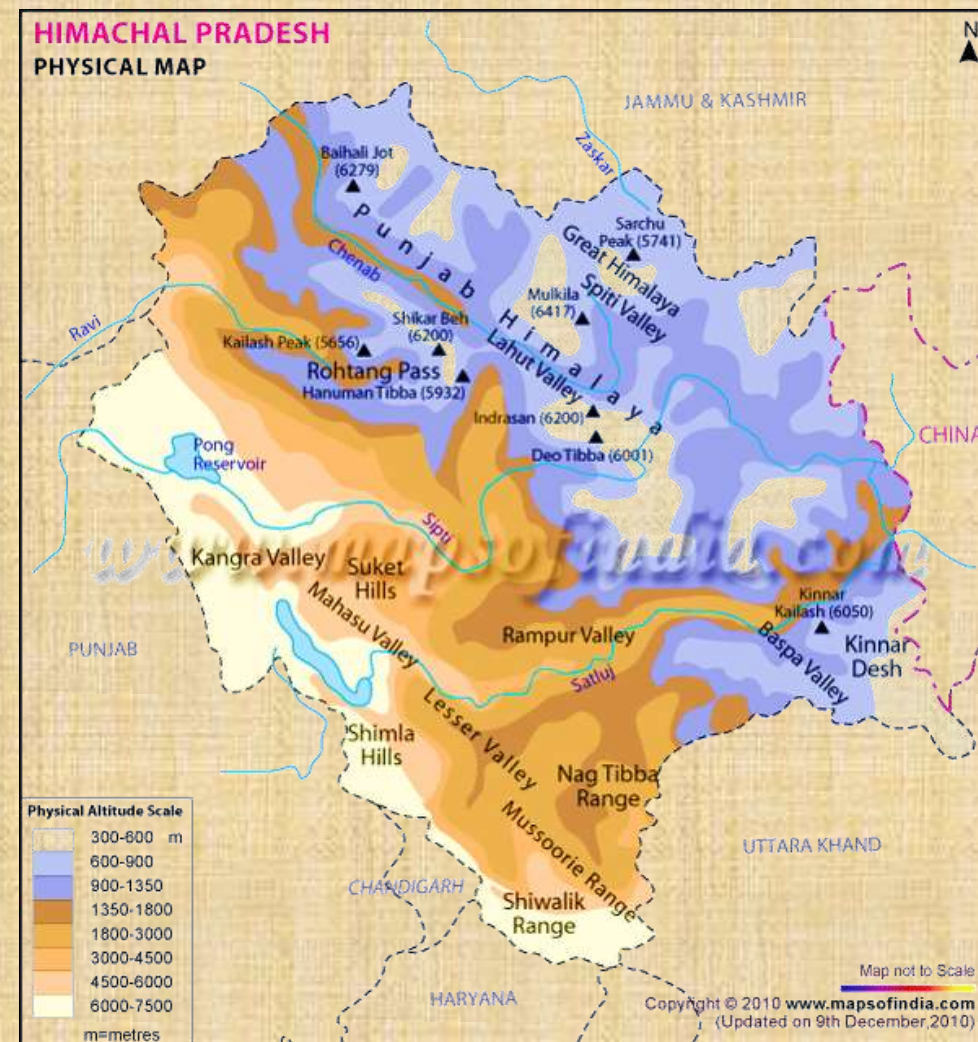 HIMACHAL PRADESH
PHYSICAL MAP
N
JAMMU & KASHMIR
Zaskar
Balhali Jot
(6279)
Punjab Himalaya
Sarchu
Peak (5741)
Great Himalaya
Chenab
Spiti Valley
Mulkila
(6417)
Ravi
Shikar Beh
(6200)
Kailash Peak (5656)
Lahut Valley
Rohtang Pass
Hanuman Tibba (5932)
Indrasan (6200)
Deo Tibba (6001)
CHINA
Pong
Reservoir
Sipti
www.mapsofindia.com
Kangra Valley
Suket
Hills
Mahasu Valley
Kinnar
Kailash (6050)
Rampur Valley
Baspa Valley
Kinnar
Desh
PUNJAB
Satluj
Lesser Valley
Shimla
Hills
Nag Tibba
Range
Mussoorie Range
UTTARA KHAND
CHANDIGARH
Shiwalik
Range
HARYANA
Physical Altitude Scale
300-600 m
600-900
900-1350
1350-1800
1800-3000
3000-4500
4500-6000
6000-7500
m=metres
Map not to Scale
Copyright © 2010 www.mapsofindia.com
(Updated on 9th December,2010)